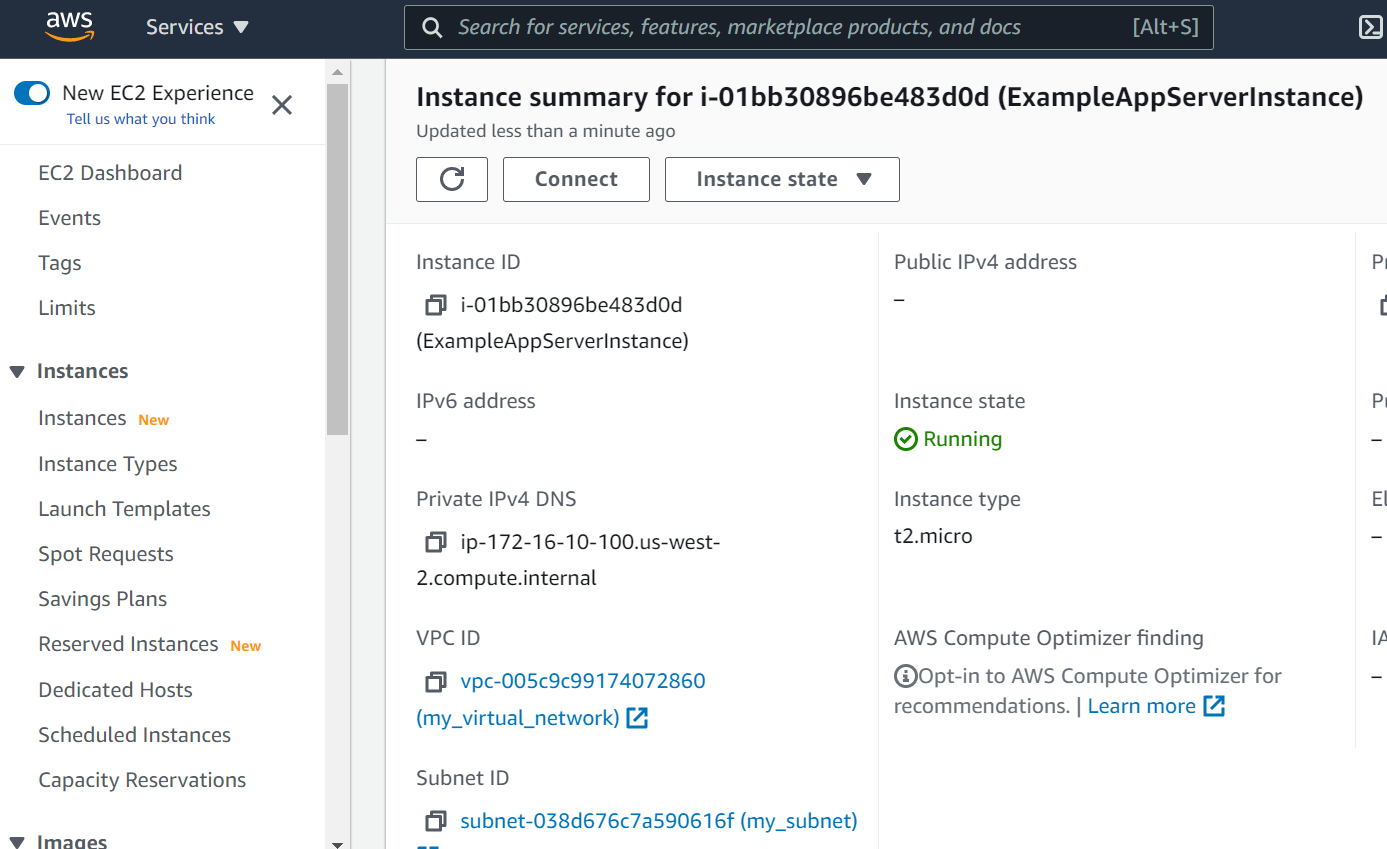 aws
Services
Search for services, features, marketplace products, and docs
[Alt+S]
New EC2 Experience
Tell us what you think
EC2 Dashboard
Events
Tags
Limits
Instances
Instances New
Instance Types
Launch Templates
Spot Requests
Savings Plans
Reserved Instances New
Dedicated Hosts
Scheduled Instances
Capacity Reservations
Images
Instance summary for i-01bb30896be483d0d (ExampleAppServerInstance)
Updated less than a minute ago
Connect
Instance state
Instance ID
i-01bb30896be483d0d
(ExampleAppServerInstance)
IPv6 address
–
Private IPv4 DNS
ip-172-16-10-100.us-west-
2.compute.internal
VPC ID
vpc-005c9c99174072860
(my_virtual_network)
Subnet ID
subnet-038d676c7a590616f (my_subnet)
Public IPv4 address
–
Instance state
Running
Instance type
t2.micro
AWS Compute Optimizer finding
Opt-in to AWS Compute Optimizer for
recommendations. | Learn more
–
–
–